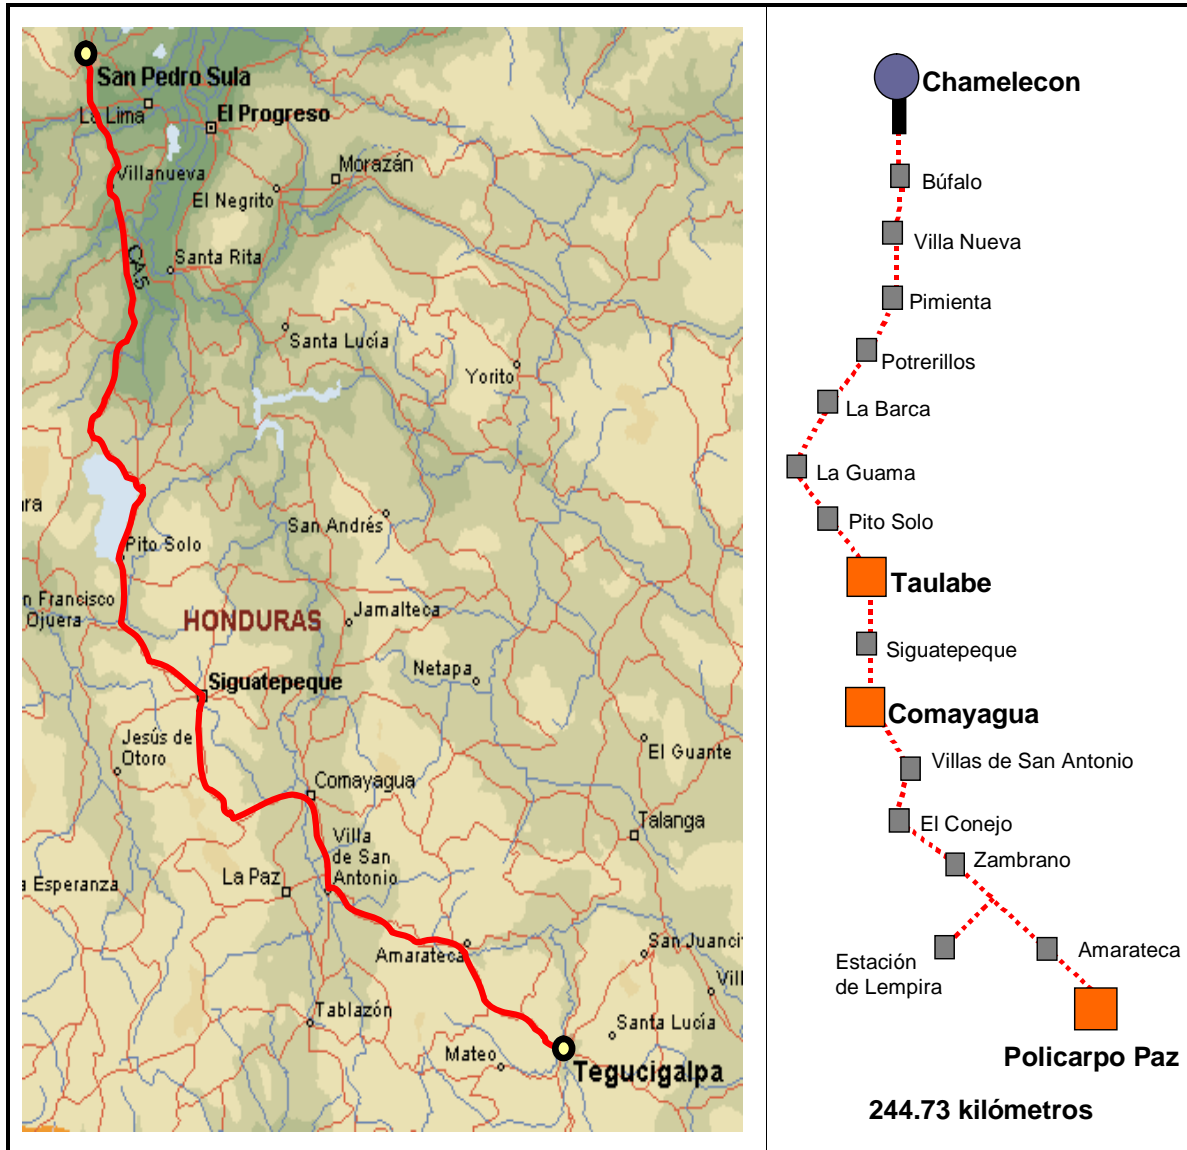 San Pedro Sula
La Lima
El Progreso
Villanueva
Morazán
El Negrito
CA5
Santa Rita
Santa Lucía
Yorito
ara
San Andrés
Pito Solo
n Francisco
Ojuera
HONDURAS
Jamalteca
Netapa
Siguatepeque
Jesús de
Otoro
El Guante
Comayagua
Talanga
Villa
de San
Antonio
La Paz
a Esperanza
Amarateca
San Juanci
Vill
Tablazón
Santa Lucía
Mateo
Tegucigalpa
Chamelecon
Búfalo
Villa Nueva
Pimienta
Potrerillos
La Barca
La Guama
Pito Solo
Taulabe
Siguatepeque
Comayagua
Villas de San Antonio
El Conejo
Zambrano
Estación
de Lempira
Amarateca
Policarpo Paz
244.73 kilómetros